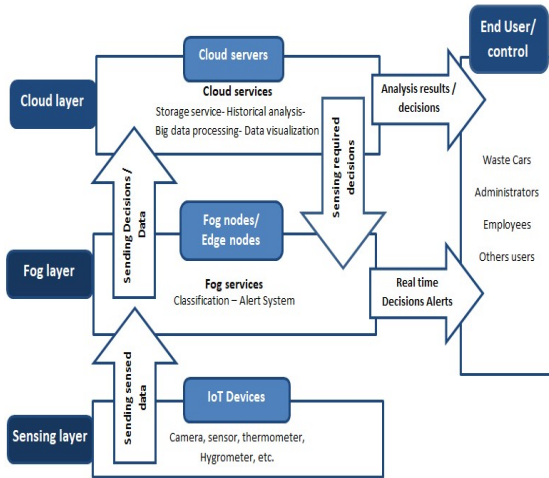 End User/
control
Cloud servers
Cloud layer
Cloud services
Storage service- Historical analysis-
Big data processing- Data visualization
Analysis results /
decisions
Sending Decisions /
Data
Sensing required
decisions
Waste Cars
Administrators
Employees
Others users
Fog nodes/
Edge nodes
Fog layer
Fog services
Classification – Alert System
Real time
Decisions Alerts
Sending sensed
data
IoT Devices
Sensing layer
Camera, sensor, thermometer,
Hygrometer, etc.